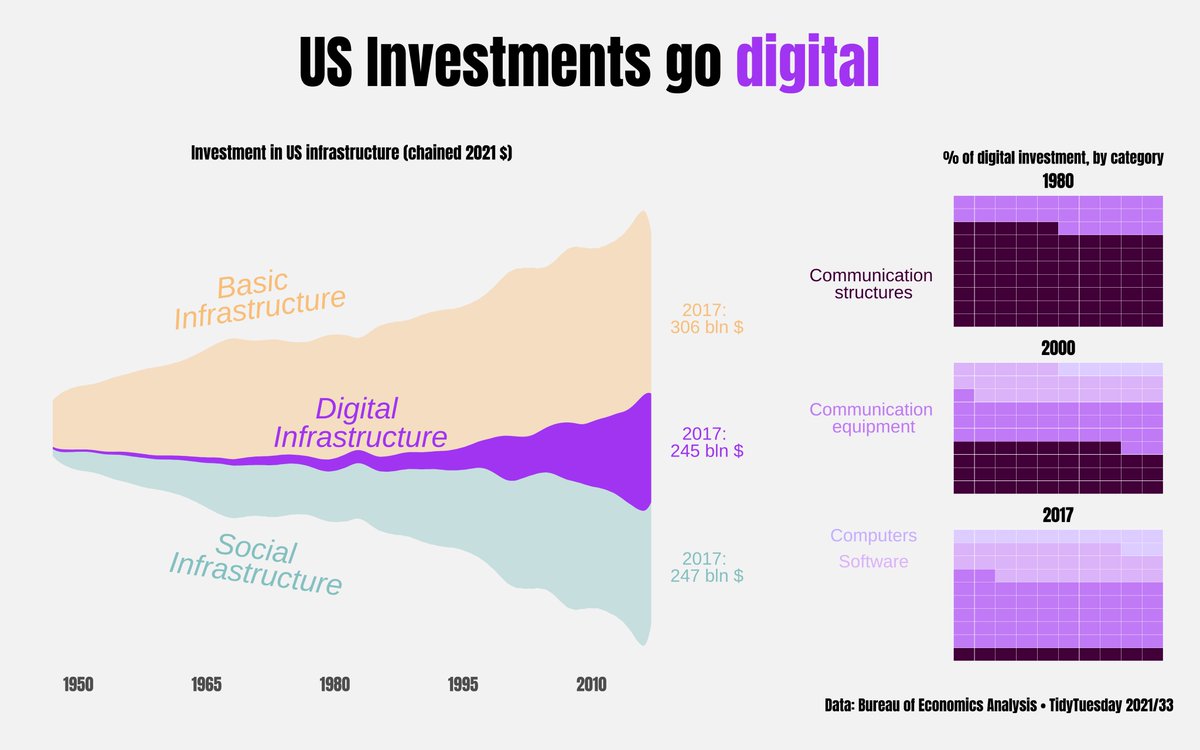 US Investments go digital
Investment in US infrastructure (chained 2021 $)
Basic
Infrastructure
Digital
Infrastructure
Social
Infrastructure
2017:
306 bln $
2017:
245 bln $
2017:
247 bln $
1950 1965 1980 1995 2010
% of digital investment, by category
1980
Communication
structures
2000
Communication
equipment
2017
Computers
Software
Data: Bureau of Economics Analysis • TidyTuesday 2021/33